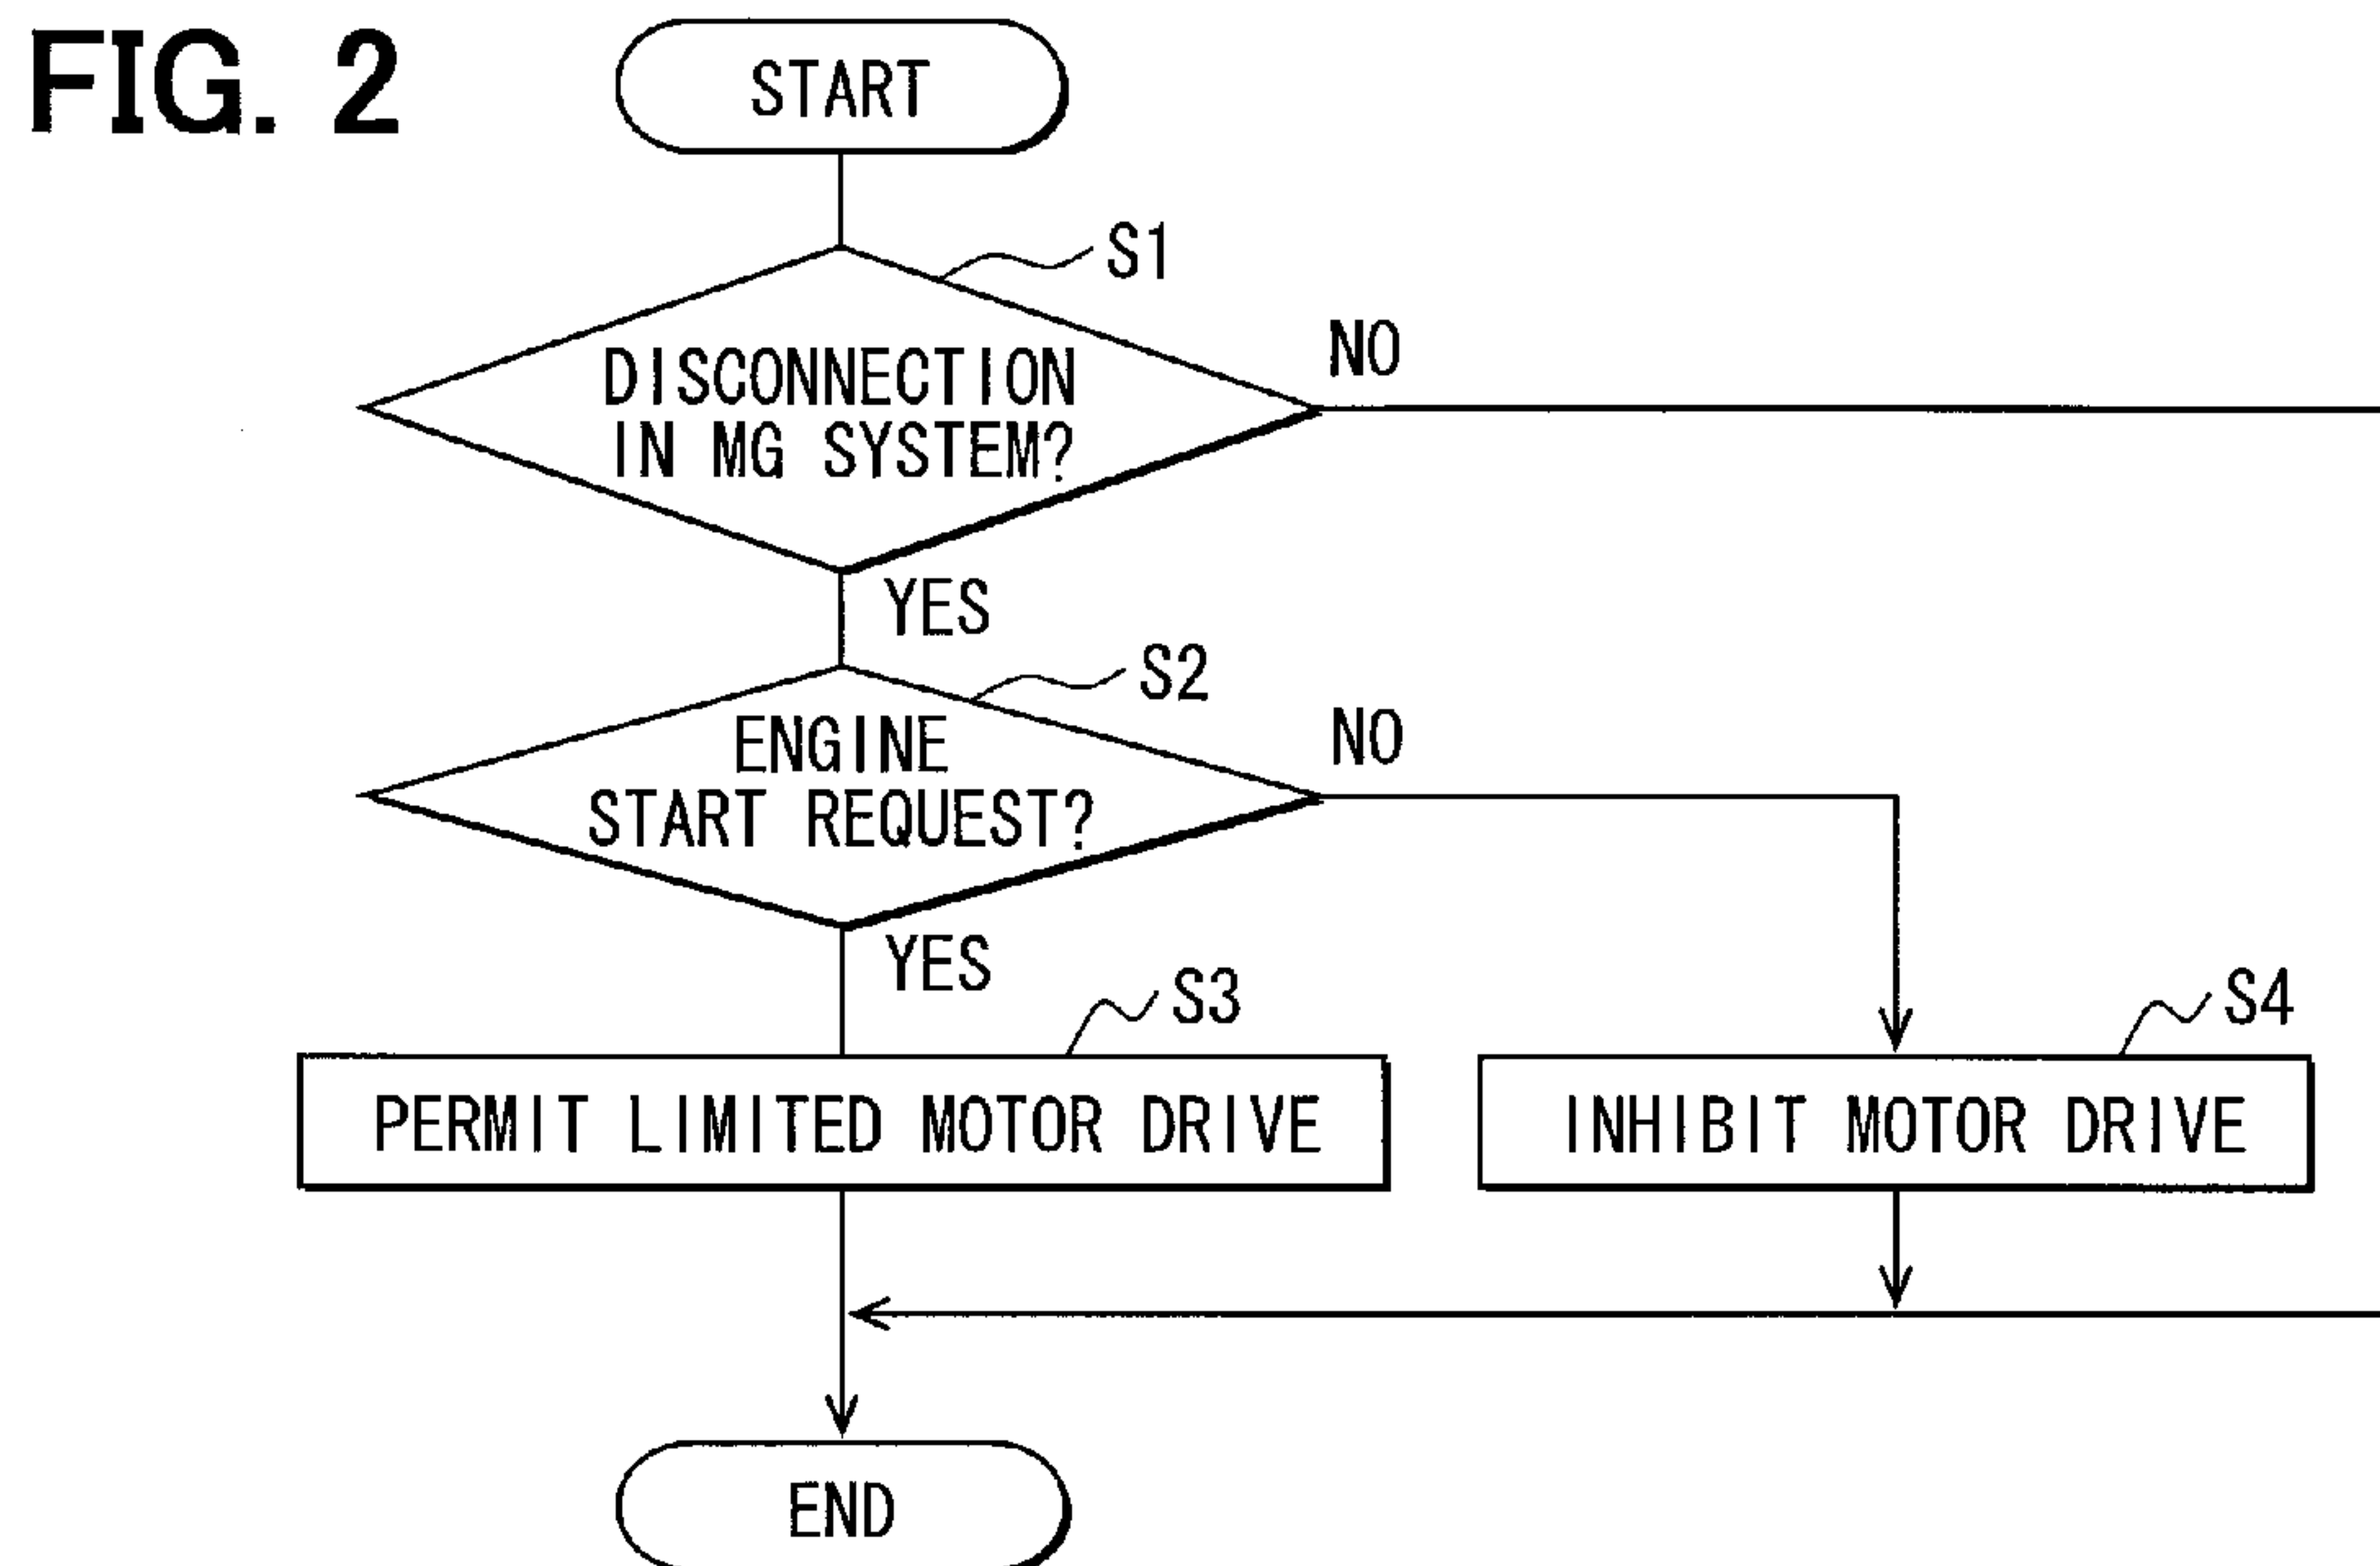 FIG. 2
START
S1
DISCONNECTION
IN MG SYSTEM?
NO
YES
S2
ENGINE
START REQUEST?
NO
YES
S3
PERMIT LIMITED MOTOR DRIVE
S4
INHIBIT MOTOR DRIVE
END